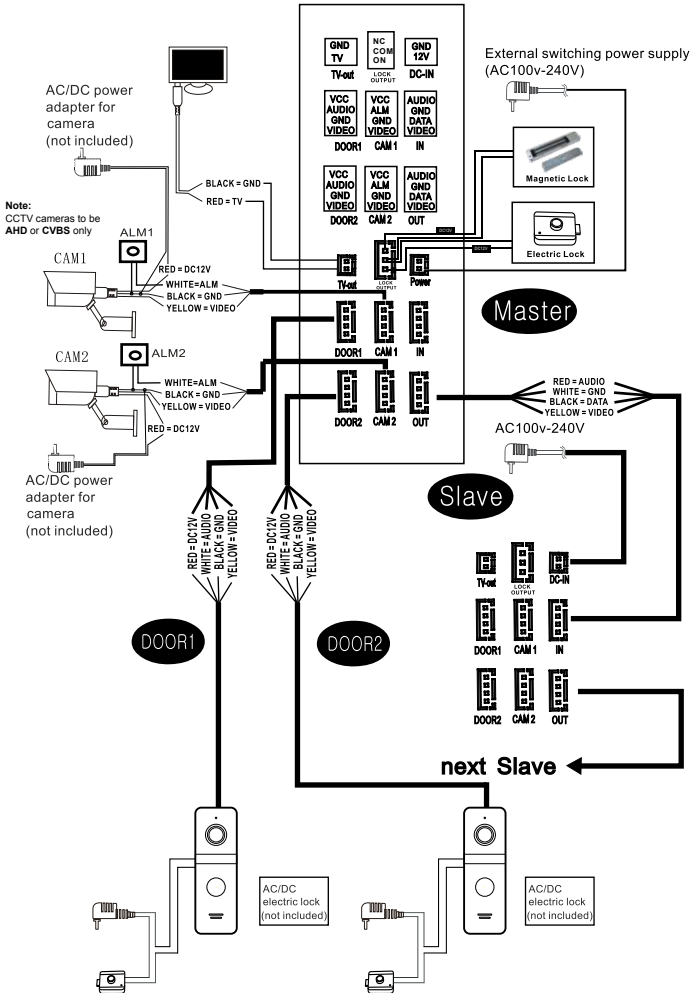 GND
TV
TV-out
NC
COM
ON
LOCK
OUTPUT
GND
12V
DC-IN
VCC
AUDIO
GND
VIDEO
DOOR1
VCC
ALM
GND
VIDEO
CAM 1
AUDIO
GND
DATA
VIDEO
IN
VCC
AUDIO
GND
VIDEO
DOOR2
VCC
ALM
GND
VIDEO
CAM 2
AUDIO
GND
DATA
VIDEO
OUT
External switching power supply
(AC100v-240V)
Magnetic Lock
Electric Lock
DC12V
DC12V
AC/DC power
adapter for
camera
(not included)
BLACK = GND
RED = TV
Note:
CCTV cameras to be
AHD or CVBS only
ALM1
CAM1
RED = DC12V
WHITE=ALM
BLACK = GND
YELLOW = VIDEO
TV-out
LOCK
OUTPUT
Power
Master
DOOR1
CAM 1
IN
CAM2
ALM2
WHITE=ALM
BLACK = GND
YELLOW = VIDEO
RED = DC12V
DOOR2
CAM 2
OUT
RED = AUDIO
WHITE = GND
BLACK = DATA
YELLOW = VIDEO
AC/DC power
adapter for
camera
(not included)
AC100v-240V
Slave
RED = DC12V
WHITE = AUDIO
BLACK = GND
YELLOW = VIDEO
RED = DC12V
WHITE = AUDIO
BLACK = GND
YELLOW = VIDEO
TV-out
LOCK
OUTPUT
DC-IN
DOOR1
DOOR2
DOOR1
CAM 1
IN
DOOR2
CAM 2
OUT
next Slave
AC/DC
electric lock
(not included)
AC/DC
electric lock
(not included)